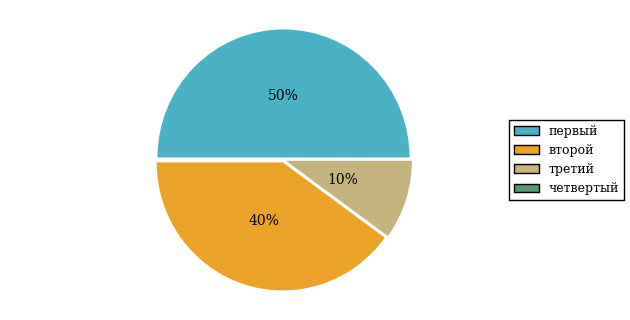 50%
10%
40%
первый
второй
третий
четвертый